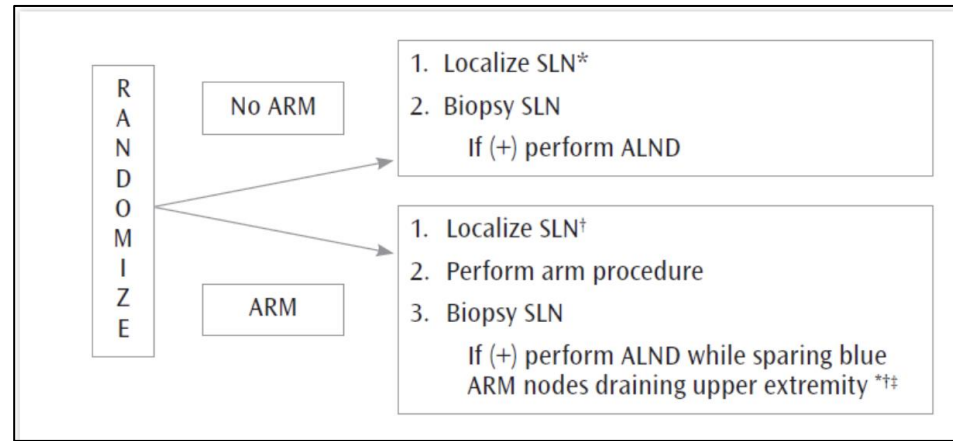 RANDOMIZE
No ARM
1. Localize SLN*
2. Biopsy SLN
If (+) perform ALND
ARM
1. Localize SLN†
2. Perform arm procedure
3. Biopsy SLN
If (+) perform ALND while sparing blue
ARM nodes draining upper extremity *†‡